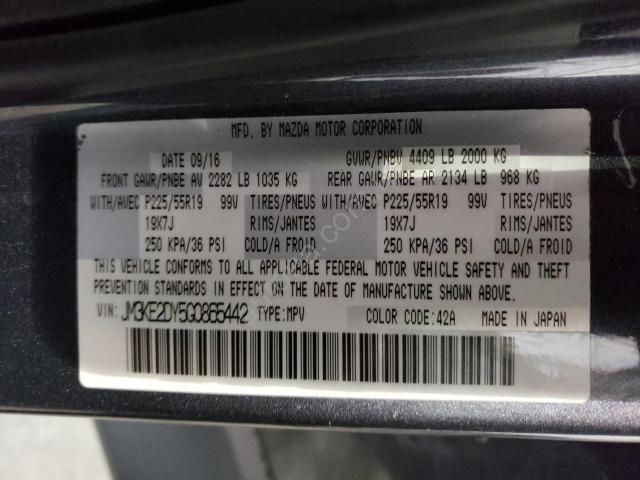 MFD. BY MAZDA MOTOR CORPORATION
DATE 09/16 GVWR/PNBV 4409 LB 2000 KG
FRONT GAWR/PNBE AV 2282 LB 1035 KG REAR GAWR/PNBE AR 2134 LB 968 KG
WITH/AVEC P225/55R19 99V TIRES/PNEUS WITH/AVEC P225/55R19 99V TIRES/PNEUS
19X7J RIMS/JANTES 19X7J RIMS/JANTES
250 KPA/36 PSI COLD/A FROID 250 KPA/36 PSI COLD/A FROID
THIS VEHICLE CONFORMS TO ALL APPLICABLE FEDERAL MOTOR VEHICLE SAFETY AND THEFT
PREVENTION STANDARDS IN EFFECT ON THE DATE OF MANUFACTURE SHOWN ABOVE.
VIN: JM3KE2DY5G0855442 TYPE:MPV COLOR CODE:42A MADE IN JAPAN